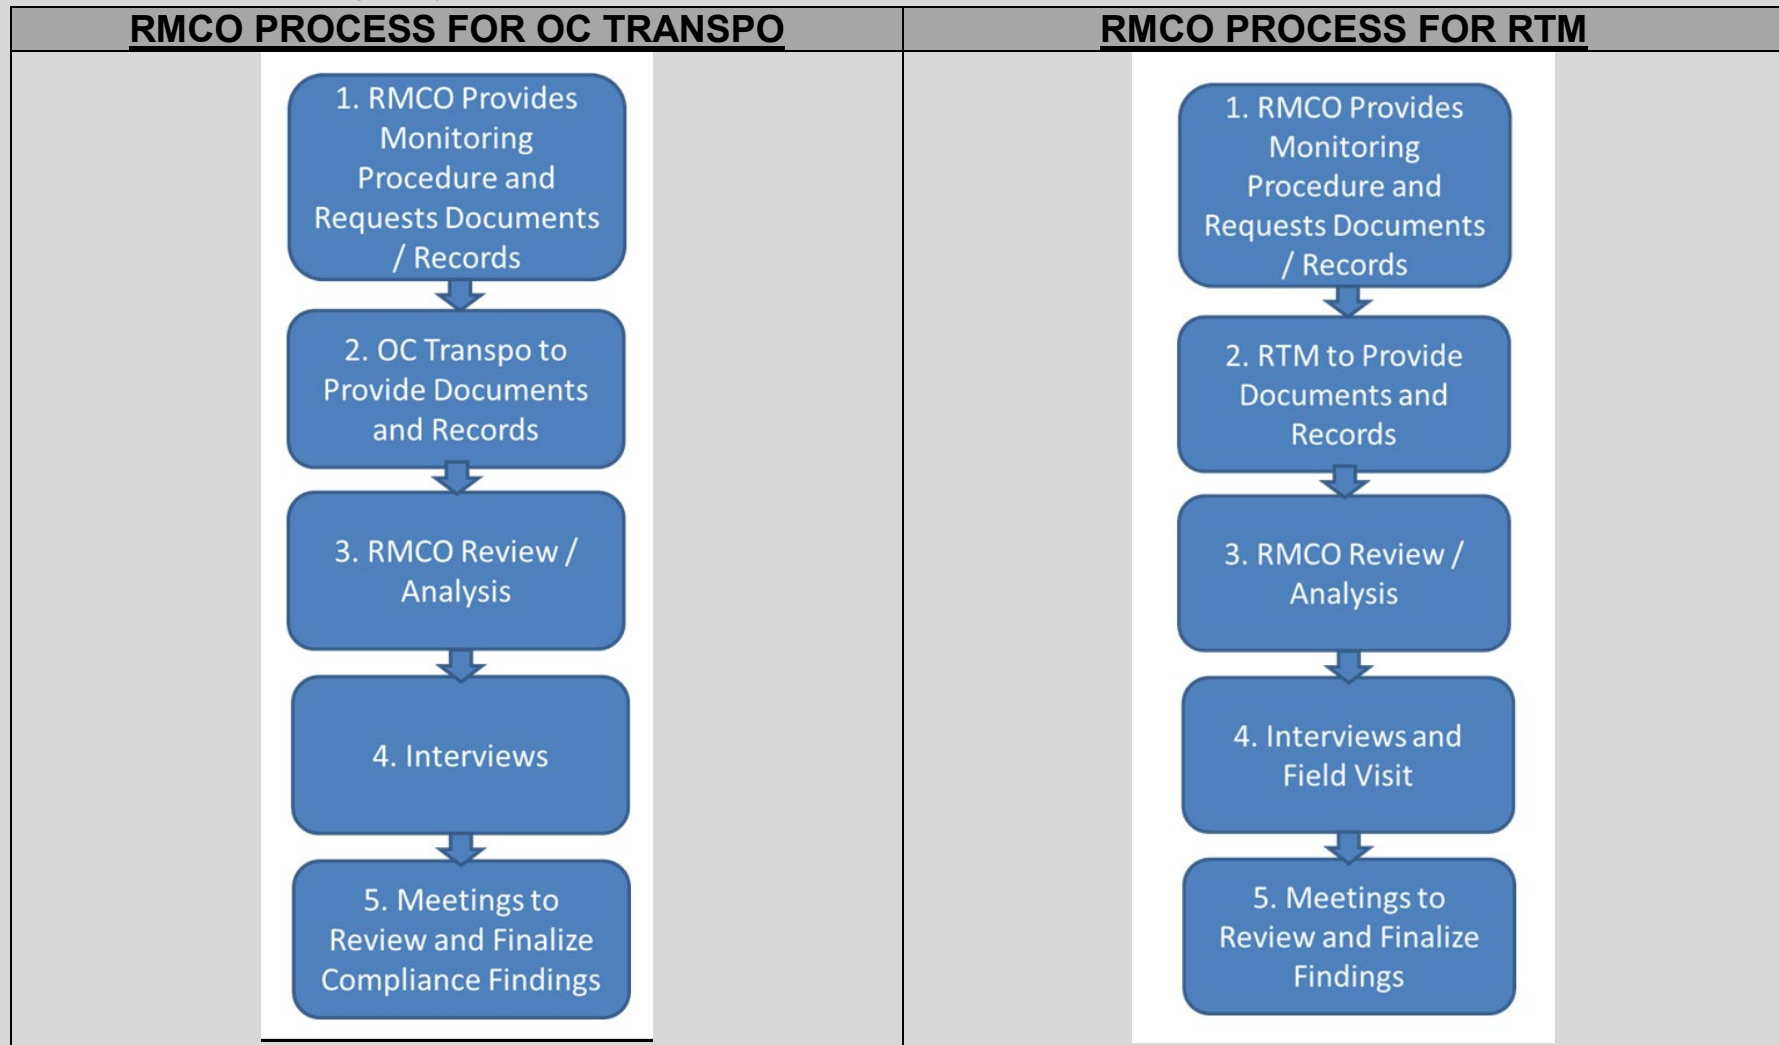 RMCO PROCESS FOR OC TRANSPO
1. RMCO Provides
Monitoring
Procedure and
Requests Documents
/ Records
2. OC Transpo to
Provide Documents
and Records
3. RMCO Review /
Analysis
4. Interviews
5. Meetings to
Review and Finalize
Compliance Findings
RMCO PROCESS FOR RTM
1. RMCO Provides
Monitoring
Procedure and
Requests Documents
/ Records
2. RTM to Provide
Documents and
Records
3. RMCO Review /
Analysis
4. Interviews and
Field Visit
5. Meetings to
Review and Finalize
Findings